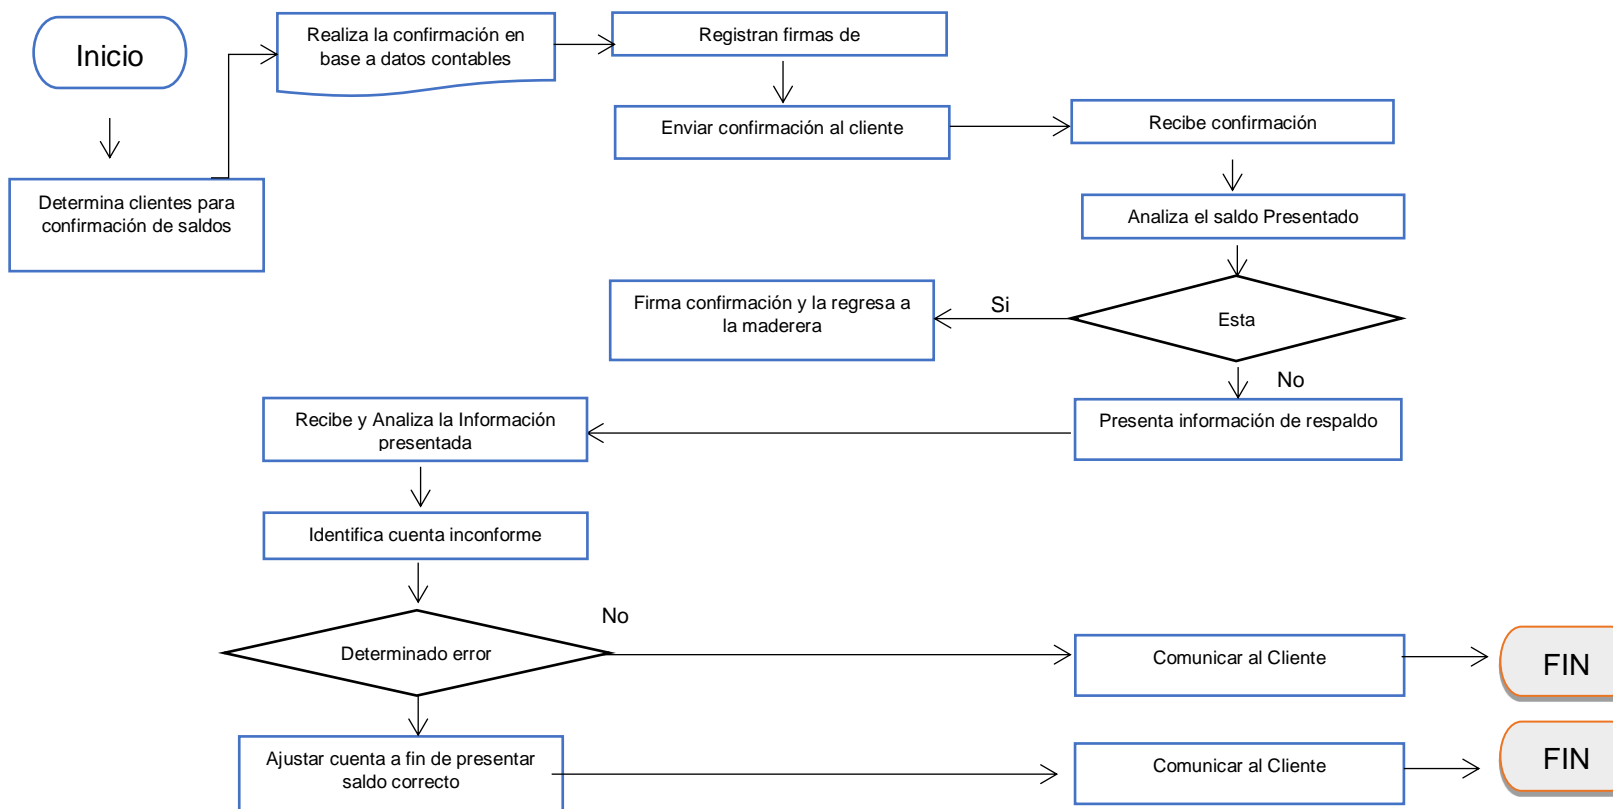 Inicio
Realiza la confirmación en
base a datos contables
Registran firmas de
Enviar confirmación al cliente
Recibe confirmación
Determina clientes para
confirmación de saldos
Analiza el saldo Presentado
Firma confirmación y la regresa a
la maderera
Si
Esta
No
Recibe y Analiza la Información
presentada
Presenta información de respaldo
Identifica cuenta inconforme
No
Determinado error
Comunicar al Cliente
FIN
Ajustar cuenta a fin de presentar
saldo correcto
Comunicar al Cliente
FIN